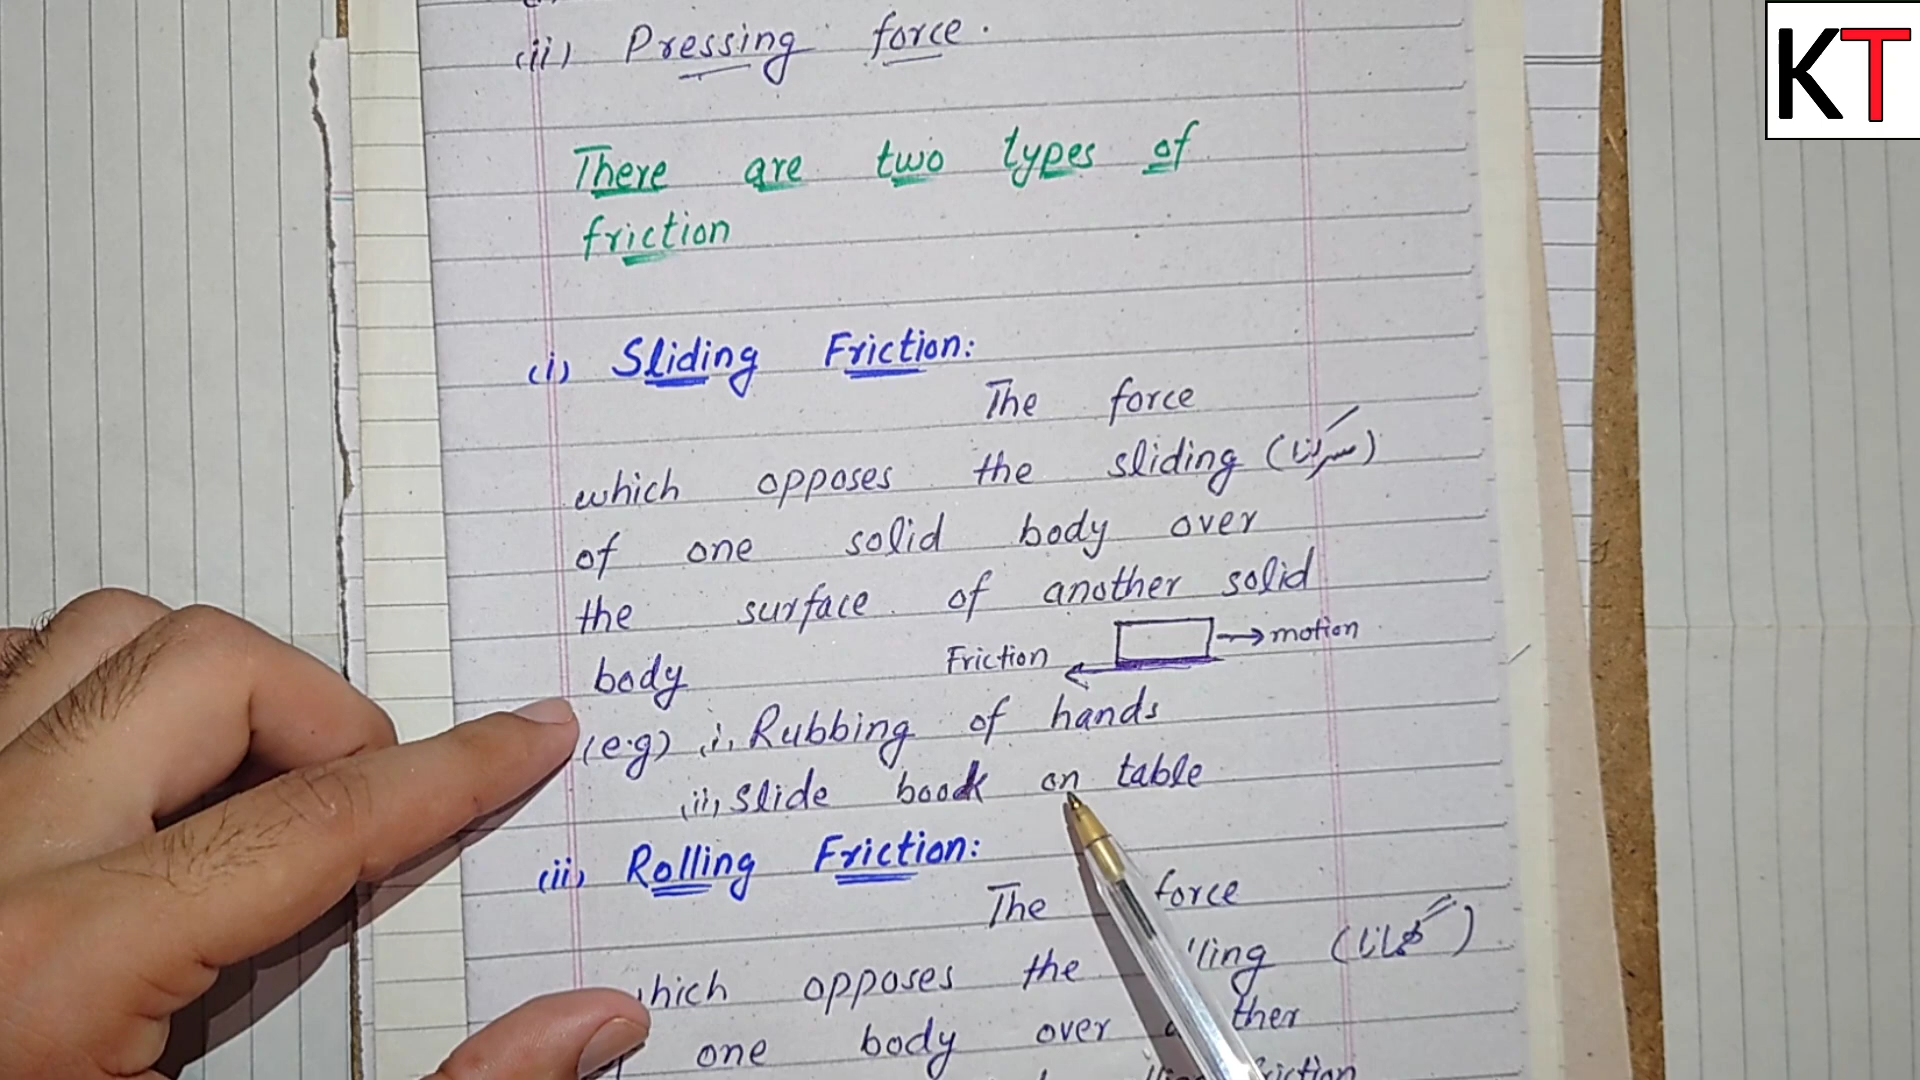 KT
(ii) Pressing force.
There are two types of
friction
(i) Sliding Friction:
The force
which opposes the sliding (سرکنا)
of one solid body over
the surface of another solid
body
Friction → motion
(e.g) i, Rubbing of hands
(ii, Slide book on table
(ii) Rolling Friction:
The force
opposes the
one body over